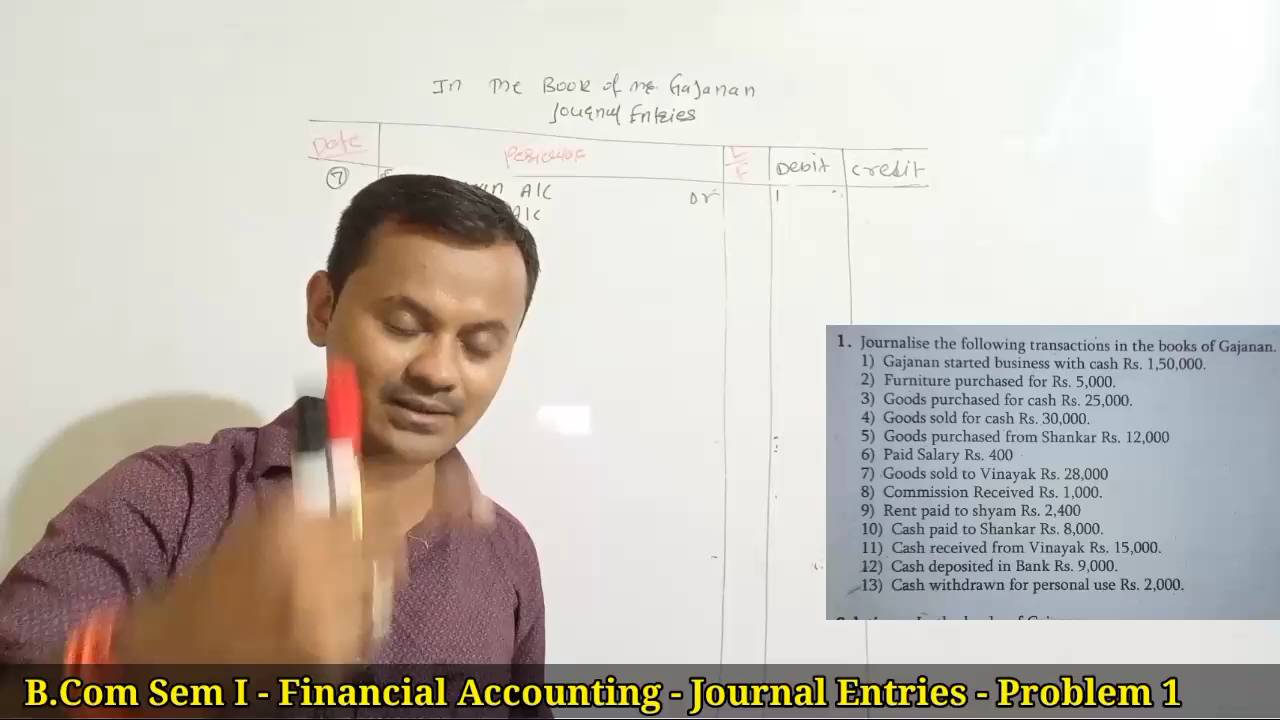 In The Book of Mr Gajanan
Journal Entries
Date
L
F
Debit
Credit
7
A/C
Dr
1
A/C
1. Journalise the following transactions in the books of Gajanan.
1) Gajanan started business with cash Rs. 1,50,000.
2) Furniture purchased for Rs. 5,000.
3) Goods purchased for cash Rs. 25,000.
4) Goods sold for cash Rs. 30,000.
5) Goods purchased from Shankar Rs. 12,000
6) Paid Salary Rs. 400
7) Goods sold to Vinayak Rs. 28,000
8) Commission Received Rs. 1,000.
9) Rent paid to shyam Rs. 2,400
10) Cash paid to Shankar Rs. 8,000.
11) Cash received from Vinayak Rs. 15,000.
12) Cash deposited in Bank Rs. 9,000.
13) Cash withdrawn for personal use Rs. 2,000.
B.Com Sem I - Financial Accounting - Journal Entries - Problem 1